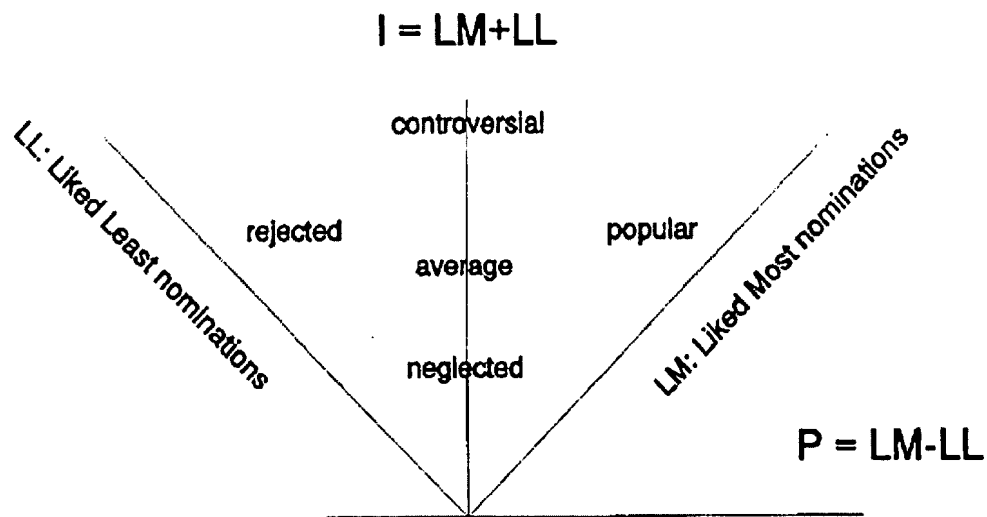 I = LM+LL
controversial
LL: Liked Least nominations
rejected
popular
average
LM: Liked Most nominations
neglected
P = LM-LL